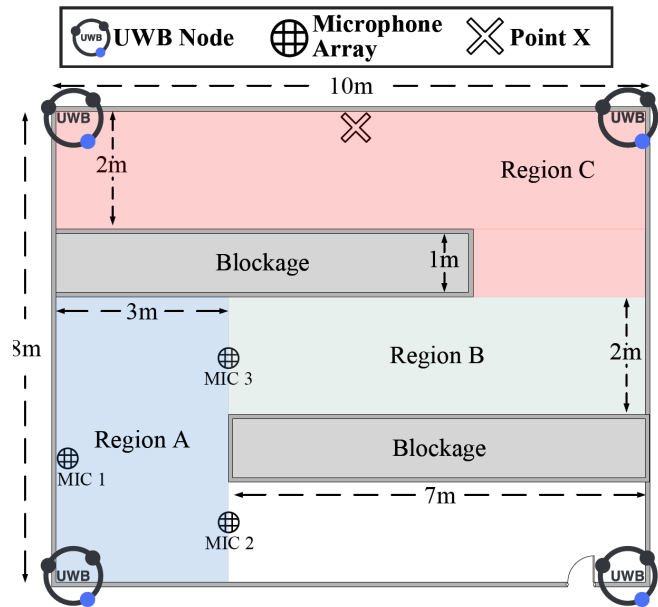 UWB UWB Node
Microphone
Array
Point X
10m
UWB
UWB
2m
Region C
Blockage
1m
3m
8m
Region B
2m
MIC 3
Region A
Blockage
MIC 1
7m
MIC 2
UWB
UWB